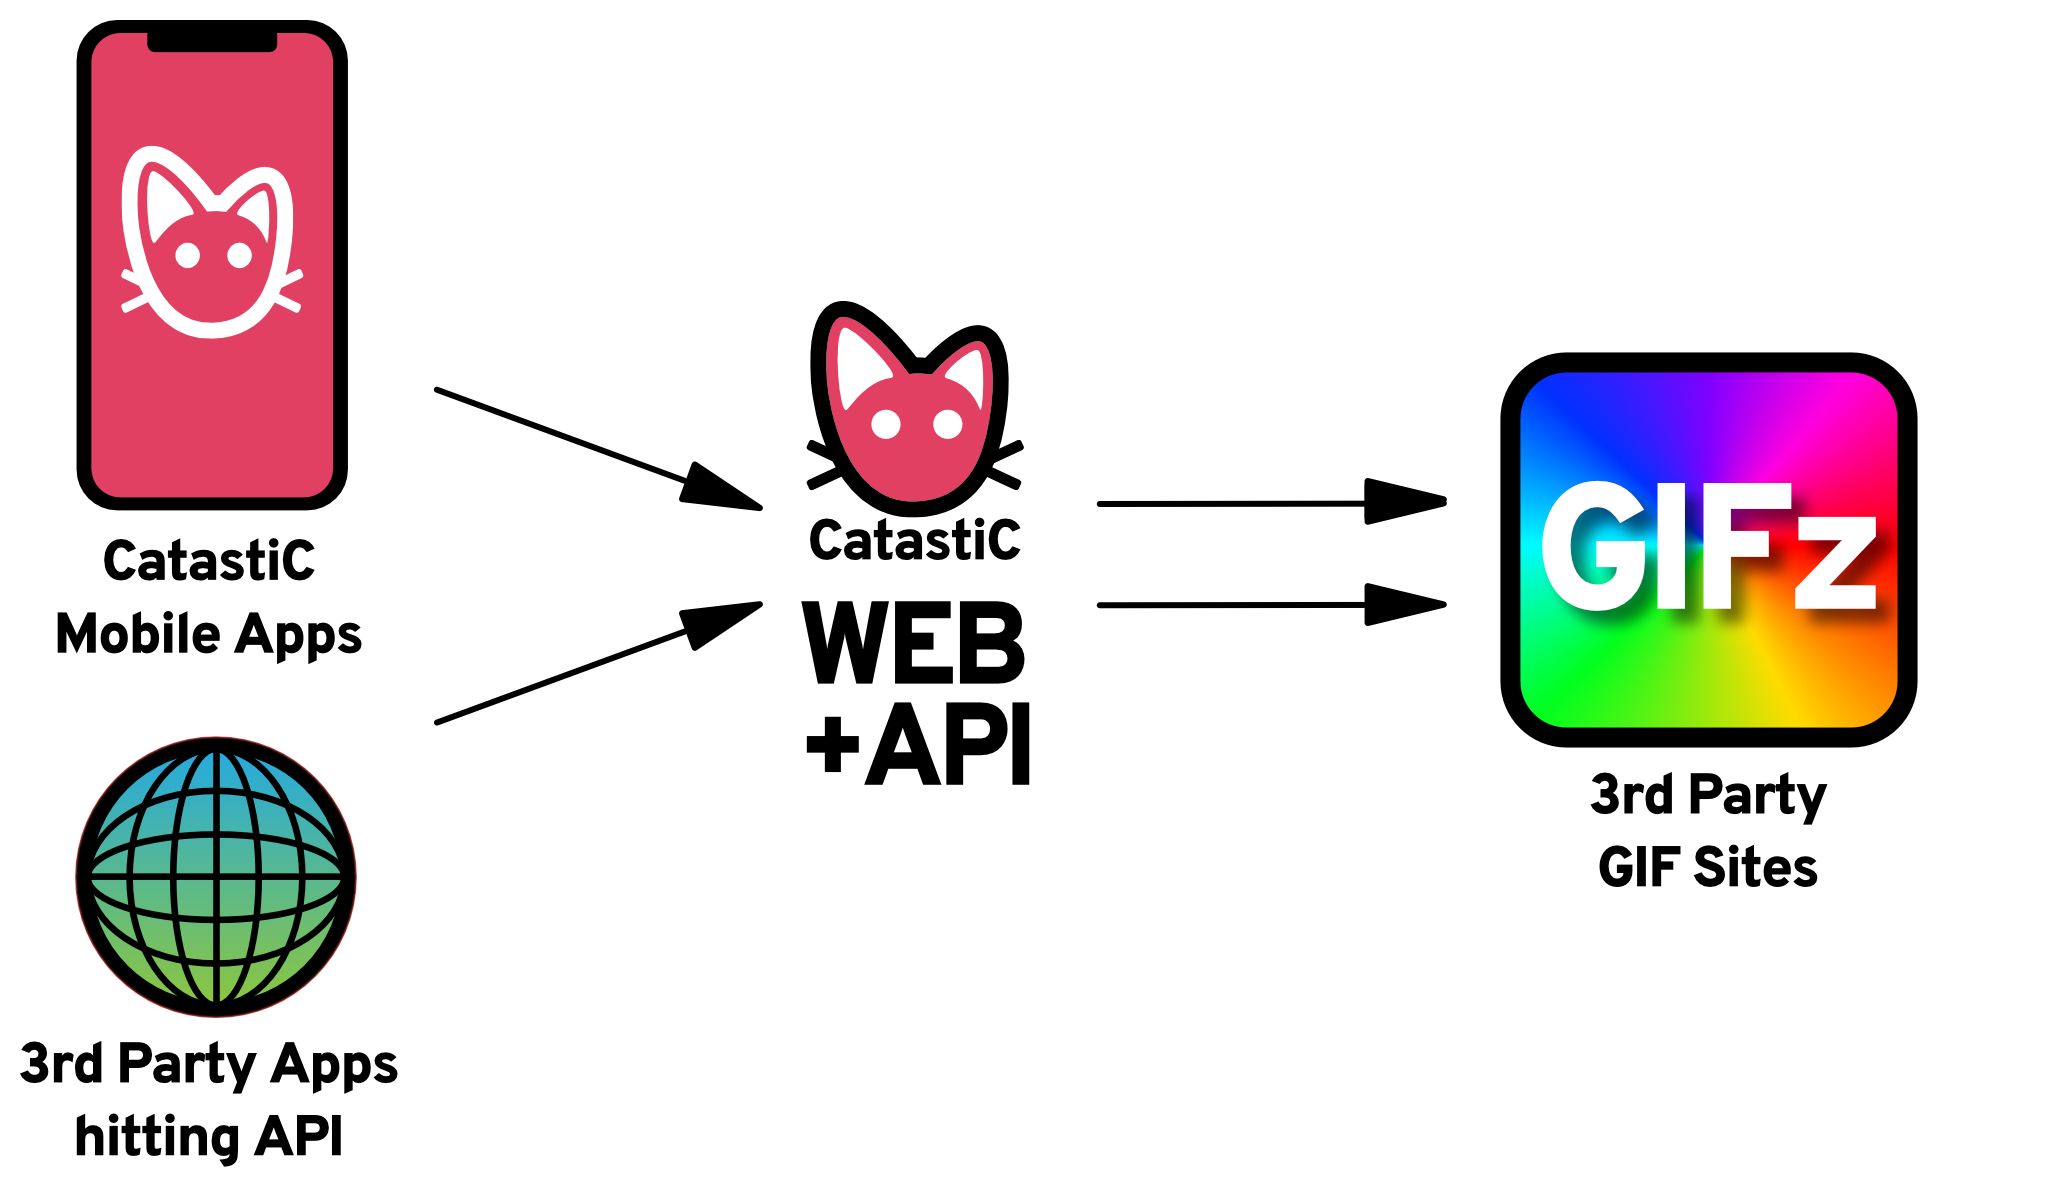 CatastiC
Mobile Apps
3rd Party Apps
hitting API
CatastiC
WEB
+API
GIFz
3rd Party
GIF Sites